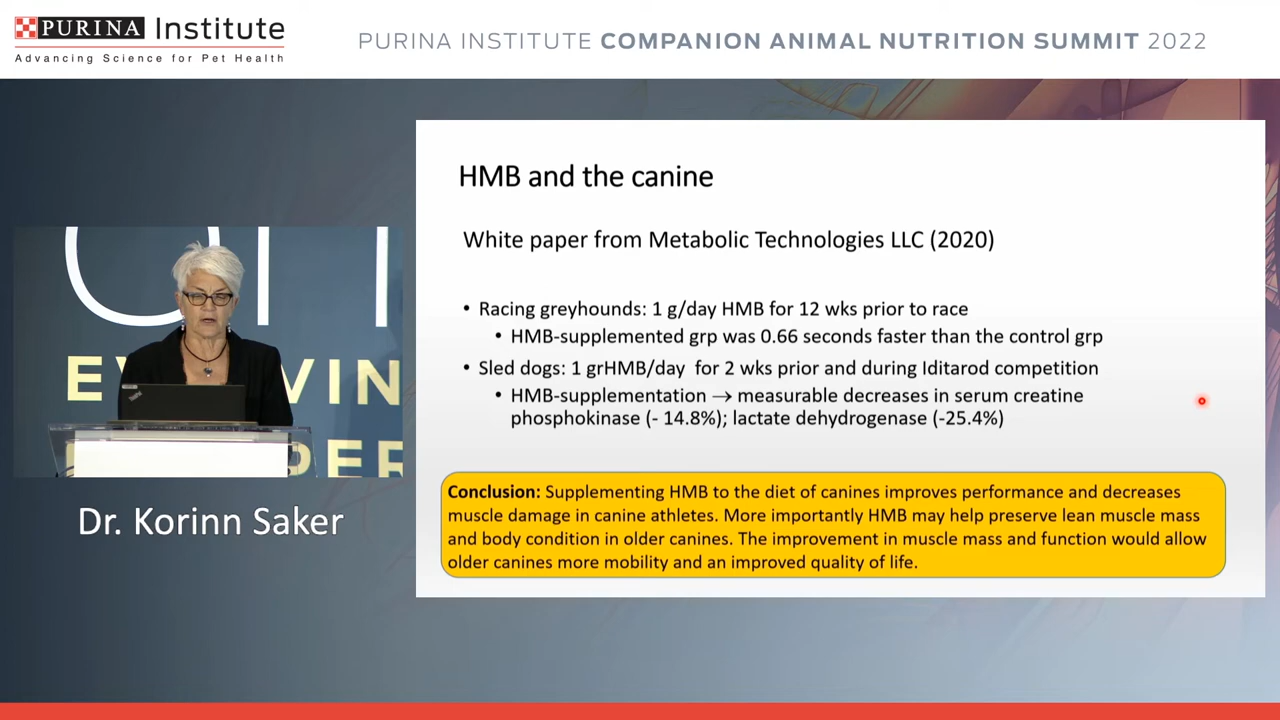 PURINA Institute
Advancing Science for Pet Health
PURINA INSTITUTE COMPANION ANIMAL NUTRITION SUMMIT 2022
HMB and the canine
White paper from Metabolic Technologies LLC (2020)
• Racing greyhounds: 1 g/day HMB for 12 wks prior to race
• HMB-supplemented grp was 0.66 seconds faster than the control grp
• Sled dogs: 1 grHMB/day for 2 wks prior and during Iditarod competition
• HMB-supplementation → measurable decreases in serum creatine
phosphokinase (- 14.8%); lactate dehydrogenase (-25.4%)
Conclusion: Supplementing HMB to the diet of canines improves performance and decreases
muscle damage in canine athletes. More importantly HMB may help preserve lean muscle mass
and body condition in older canines. The improvement in muscle mass and function would allow
older canines more mobility and an improved quality of life.
Dr. Korinn Saker